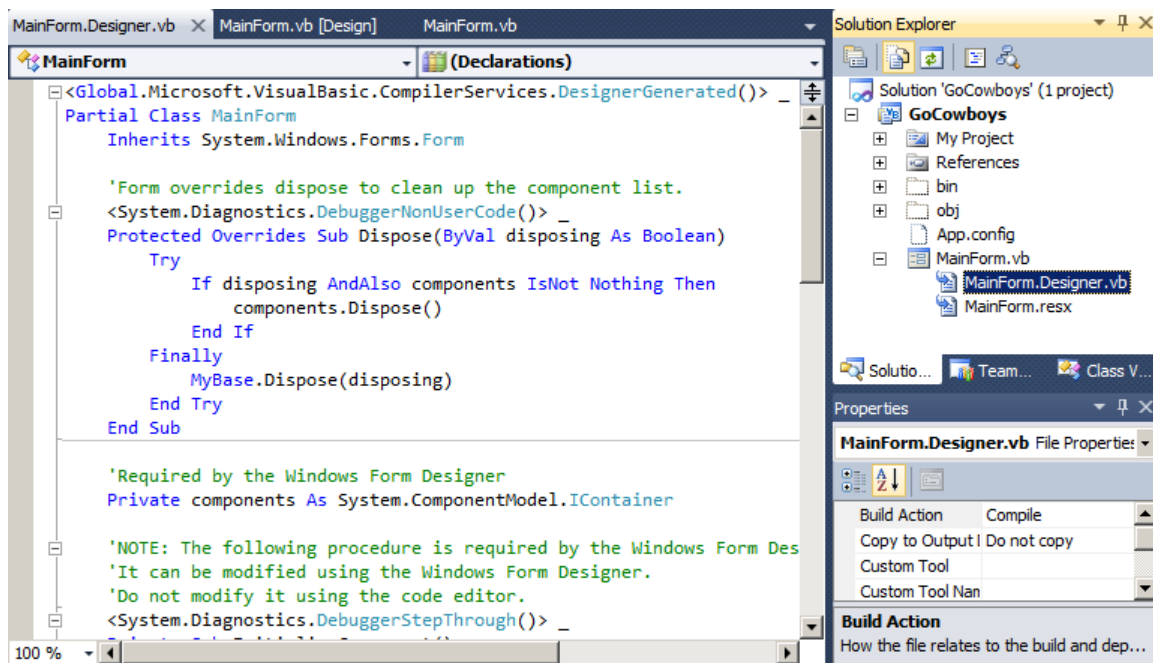 MainForm.Designer.vb MainForm.vb [Design] MainForm.vb
MainForm (Declarations)
<Global.Microsoft.VisualBasic.CompilerServices.DesignerGenerated()> _
Partial Class MainForm
Inherits System.Windows.Forms.Form
'Form overrides dispose to clean up the component list.
<System.Diagnostics.DebuggerNonUserCode()> _
Protected Overrides Sub Dispose(ByVal disposing As Boolean)
Try
If disposing AndAlso components IsNot Nothing Then
components.Dispose()
End If
Finally
MyBase.Dispose(disposing)
End Try
End Sub
'Required by the Windows Form Designer
Private components As System.ComponentModel.IContainer
'NOTE: The following procedure is required by the Windows Form Des
'It can be modified using the Windows Form Designer.
'Do not modify it using the code editor.
<System.Diagnostics.DebuggerStepThrough()> _
100 %
Solution Explorer
Solution 'GoCowboys' (1 project)
GoCowboys
My Project
References
bin
obj
App.config
MainForm.vb
MainForm.Designer.vb
MainForm.resx
Solutio... Team... Class V...
Properties
MainForm.Designer.vb File Properties
Build Action Compile
Copy to Output Do not copy
Custom Tool
Custom Tool Nam
Build Action
How the file relates to the build and dep...